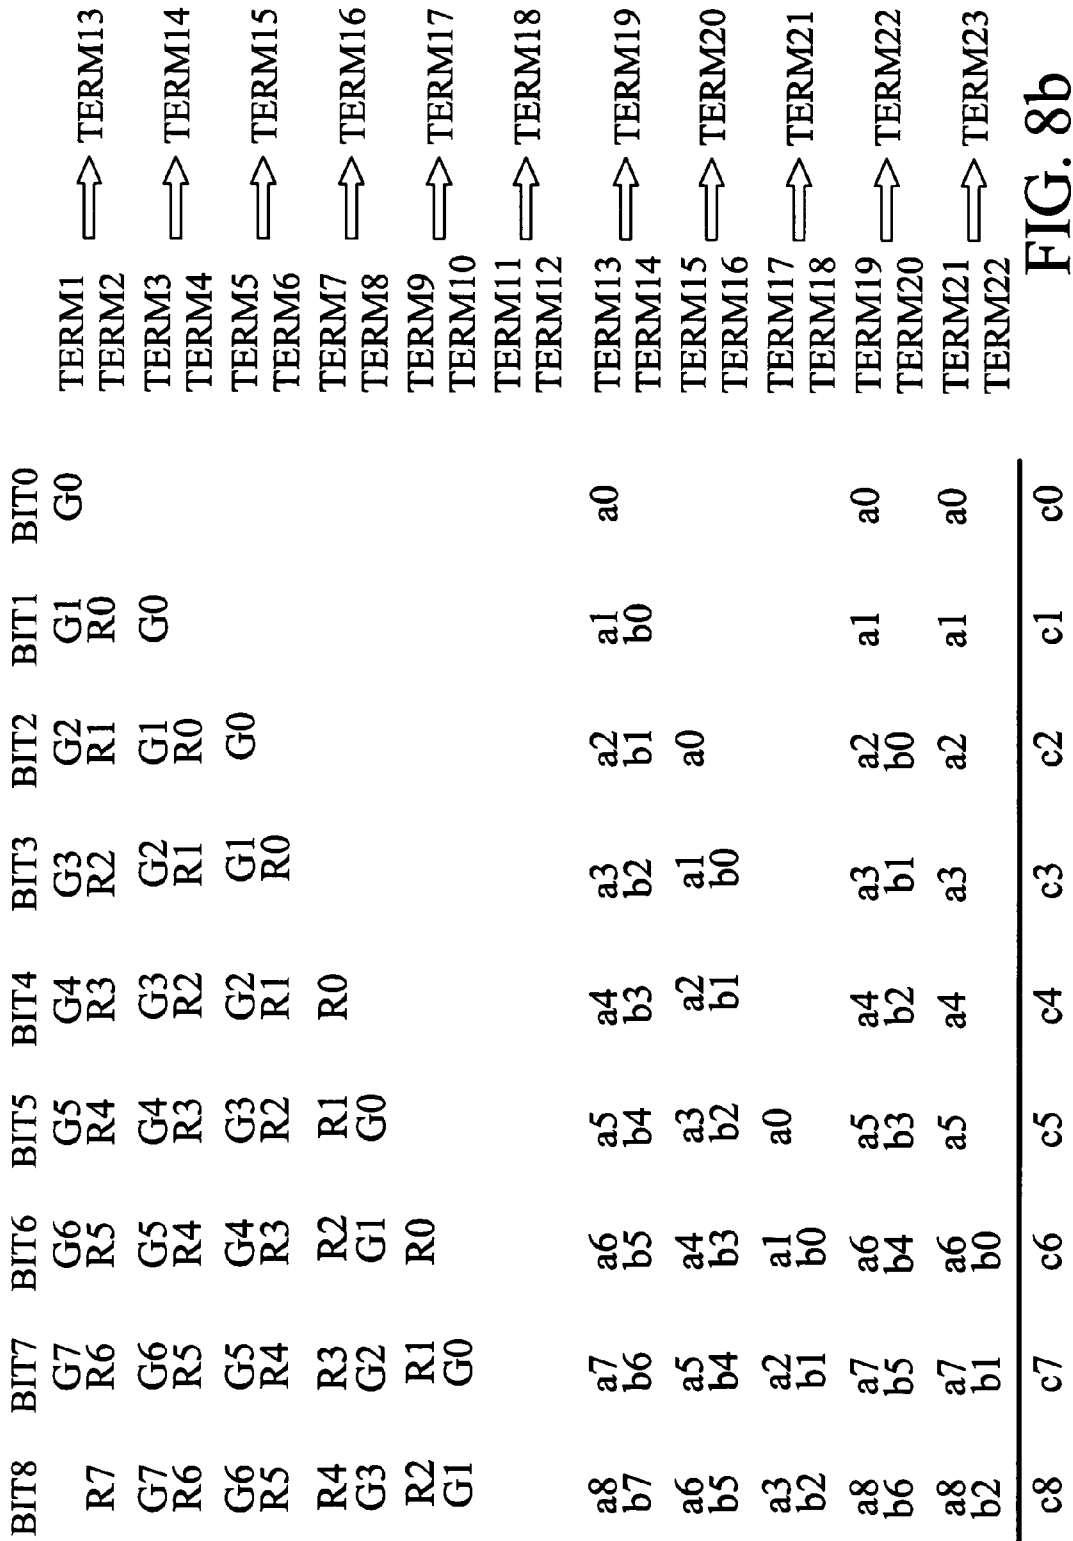 BIT8 BIT7 BIT6 BIT5 BIT4 BIT3 BIT2 BIT1 BIT0
G7 G6 G5 G4 G3 G2 G1 G0 TERM1 ⇒ TERM13
R7 R6 R5 R4 R3 R2 R1 R0 TERM2
G7 G6 G5 G4 G3 G2 G1 G0 TERM3 ⇒ TERM14
R6 R5 R4 R3 R2 R1 R0 TERM4
G6 G5 G4 G3 G2 G1 G0 TERM5 ⇒ TERM15
R5 R4 R3 R2 R1 R0 TERM6
R4 R3 R2 R1 R0 TERM7 ⇒ TERM16
G3 G2 G1 G0 TERM8
R2 R1 R0 TERM9 ⇒ TERM17
G1 G0 TERM10
TERM11 ⇒ TERM18
TERM12
a8 a7 a6 a5 a4 a3 a2 a1 a0 TERM13 ⇒ TERM19
b7 b6 b5 b4 b3 b2 b1 b0 TERM14
a6 a5 a4 a3 a2 a1 a0 TERM15 ⇒ TERM20
b5 b4 b3 b2 b1 b0 TERM16
a3 a2 a1 a0 TERM17 ⇒ TERM21
b2 b1 b0 TERM18
a8 a7 a6 a5 a4 a3 a2 a1 a0 TERM19 ⇒ TERM22
b6 b5 b4 b3 b2 b1 b0 TERM20
a8 a7 a6 a5 a4 a3 a2 a1 a0 TERM21 ⇒ TERM23
b2 b1 b0 TERM22
c8 c7 c6 c5 c4 c3 c2 c1 c0
FIG. 8b